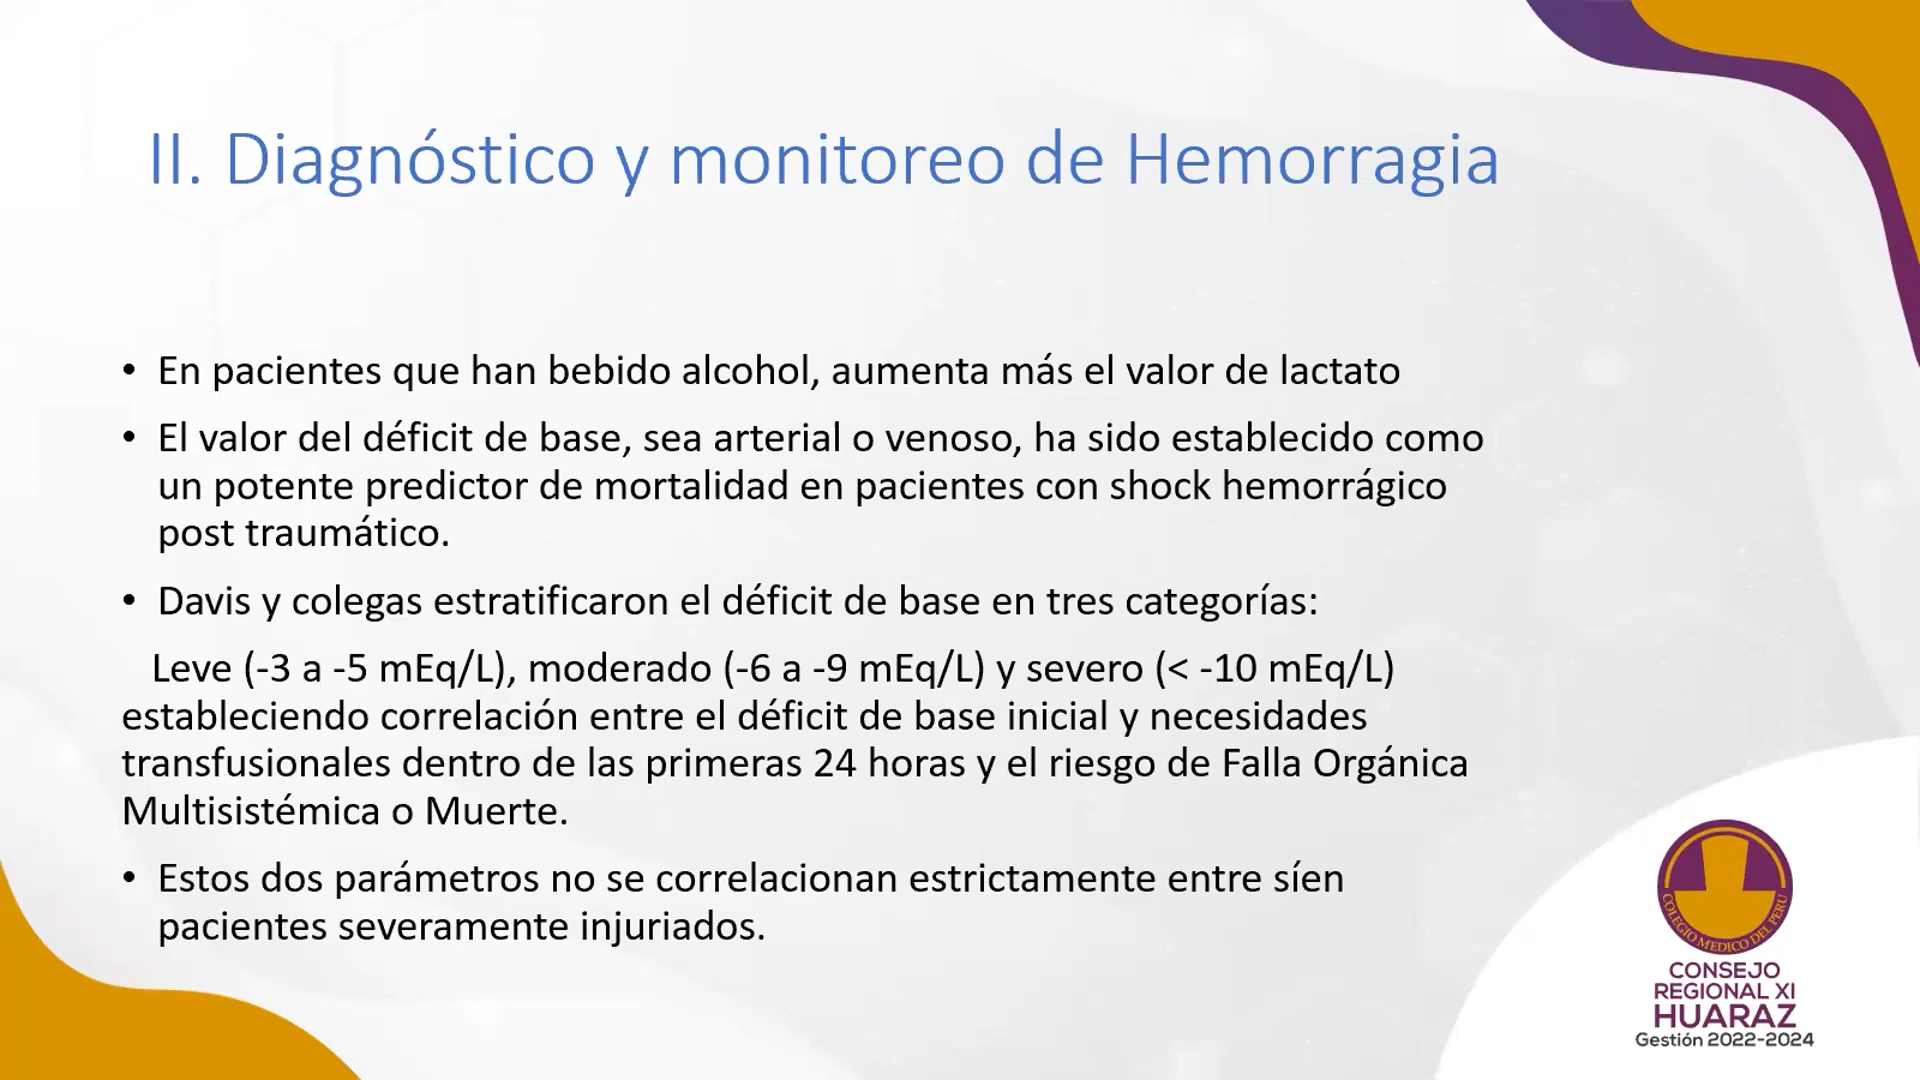 II. Diagnóstico y monitoreo de Hemorragia
• En pacientes que han bebido alcohol, aumenta más el valor de lactato
• El valor del déficit de base, sea arterial o venoso, ha sido establecido como
un potente predictor de mortalidad en pacientes con shock hemorrágico
post traumático.
• Davis y colegas estratificaron el déficit de base en tres categorías:
Leve (-3 a -5 mEq/L), moderado (-6 a -9 mEq/L) y severo (< -10 mEq/L)
estableciendo correlación entre el déficit de base inicial y necesidades
transfusionales dentro de las primeras 24 horas y el riesgo de Falla Orgánica
Multisistémica o Muerte.
• Estos dos parámetros no se correlacionan estrictamente entre síen
pacientes severamente injuriados.
COLEGIO MEDICO DEL PERU
CONSEJO
REGIONAL XI
HUARAZ
Gestión 2022-2024